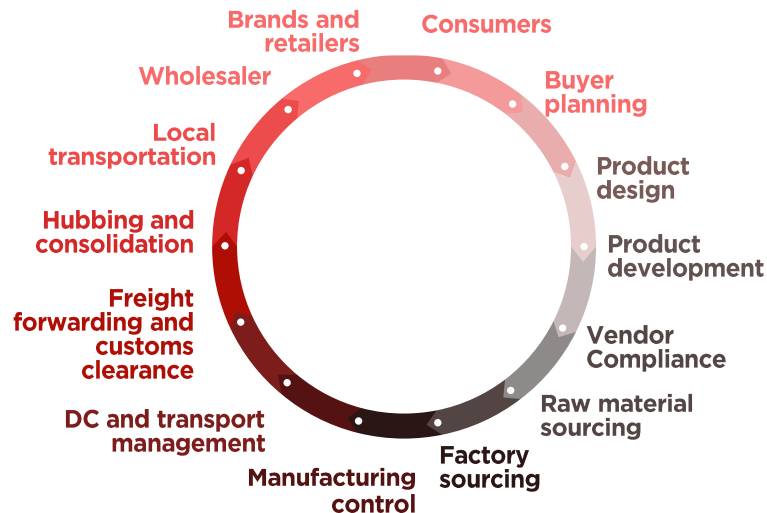 Consumers
Buyer
planning
Product
design
Product
development
Vendor
Compliance
Raw material
sourcing
Factory
sourcing
Manufacturing
control
DC and transport
management
Freight
forwarding and
customs
clearance
Hubbing and
consolidation
Local
transportation
Wholesaler
Brands and
retailers